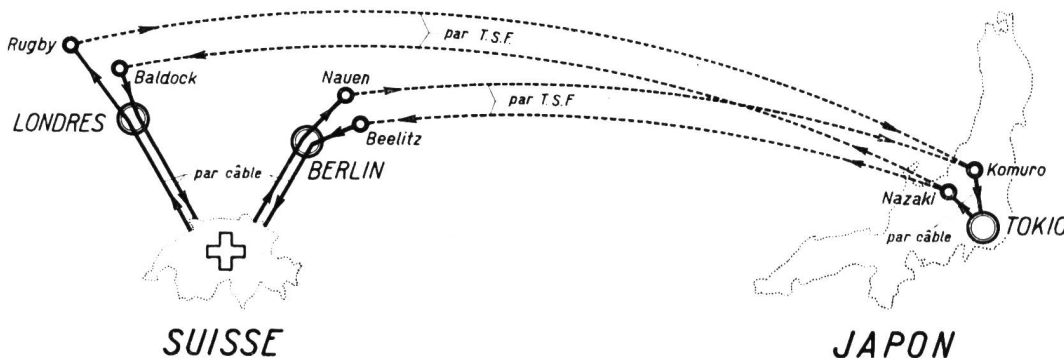 Rugby
par T.S.F.
Baldock
Nauen
LONDRES
par T.S.F
Beelitz
BERLIN
par câble
Komuro
Nazaki
TOKIO
par câble
SUISSE
JAPON